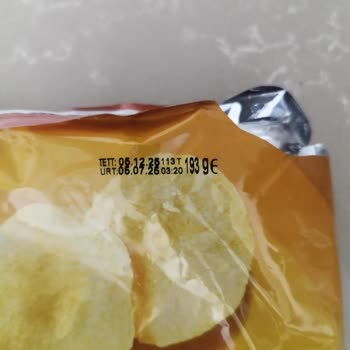 TETT: 05.12.25 113 T 193 g℮
URT: 05.07.25 03:20